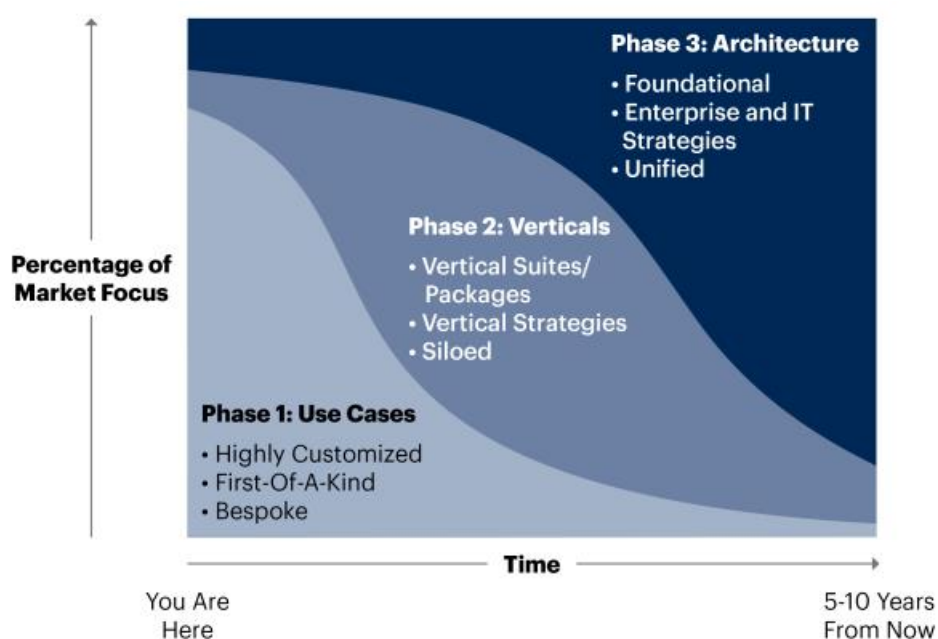 Phase 3: Architecture
• Foundational
• Enterprise and IT
Strategies
• Unified
Phase 2: Verticals
• Vertical Suites/
Packages
• Vertical Strategies
• Siloed
Percentage of
Market Focus
Phase 1: Use Cases
• Highly Customized
• First-Of-A-Kind
• Bespoke
Time
You Are
Here
5-10 Years
From Now